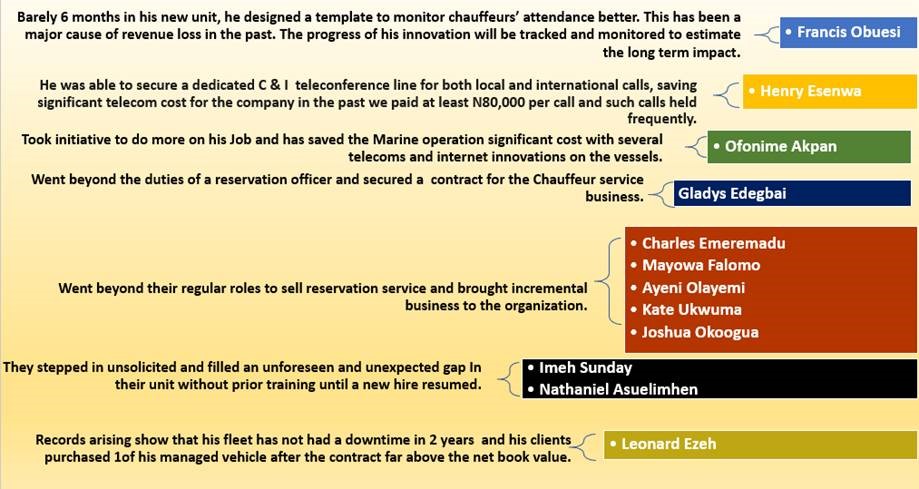 Barely 6 months in his new unit, he designed a template to monitor chauffeurs' attendance better. This has been a
major cause of revenue loss in the past. The progress of his innovation will be tracked and monitored to estimate
the long term impact.
• Francis Obuesi
He was able to secure a dedicated C & I teleconference line for both local and international calls, saving
significant telecom cost for the company in the past we paid at least N80,000 per call and such calls held
frequently.
• Henry Esenwa
Took initiative to do more on his Job and has saved the Marine operation significant cost with several
telecoms and internet innovations on the vessels.
• Ofonime Akpan
Went beyond the duties of a reservation officer and secured a contract for the Chauffeur service
business.
Gladys Edegbai
Went beyond their regular roles to sell reservation service and brought incremental
business to the organization.
• Charles Emeremadu
• Mayowa Falomo
• Ayeni Olayemi
• Kate Ukwuma
• Joshua Okoogua
They stepped in unsolicited and filled an unforeseen and unexpected gap In
their unit without prior training until a new hire resumed.
• Imeh Sunday
• Nathaniel Asuelimhen
Records arising show that his fleet has not had a downtime in 2 years and his clients
purchased 1of his managed vehicle after the contract far above the net book value.
• Leonard Ezeh